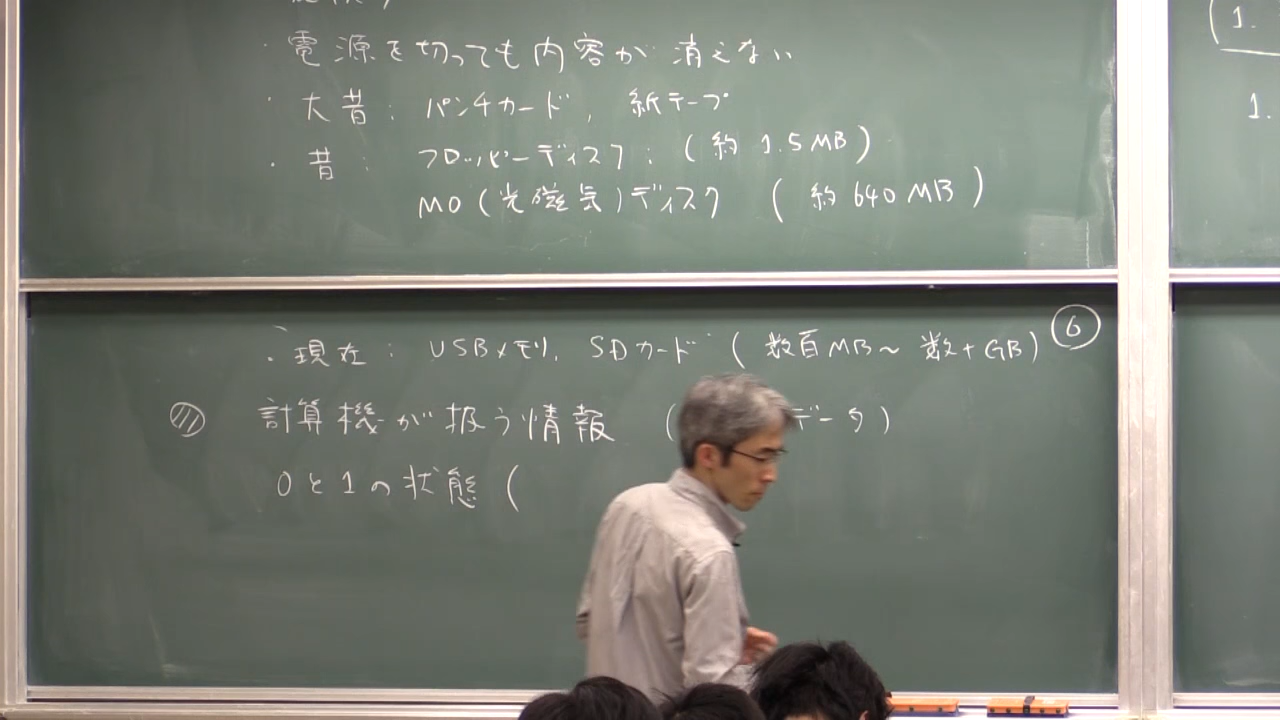 ・電源を切っても内容が消えない
・大昔: パンチカード, 紙テープ
・昔: フロッピーディスク: (約 1.5MB)
MO(光磁気)ディスク (約 640MB)
・現在: USBメモリ, SDカード (数百MB〜 数十GB) ⑥
計算機が扱う情報 ( データ)
0と1の状態 (
(1.
1.